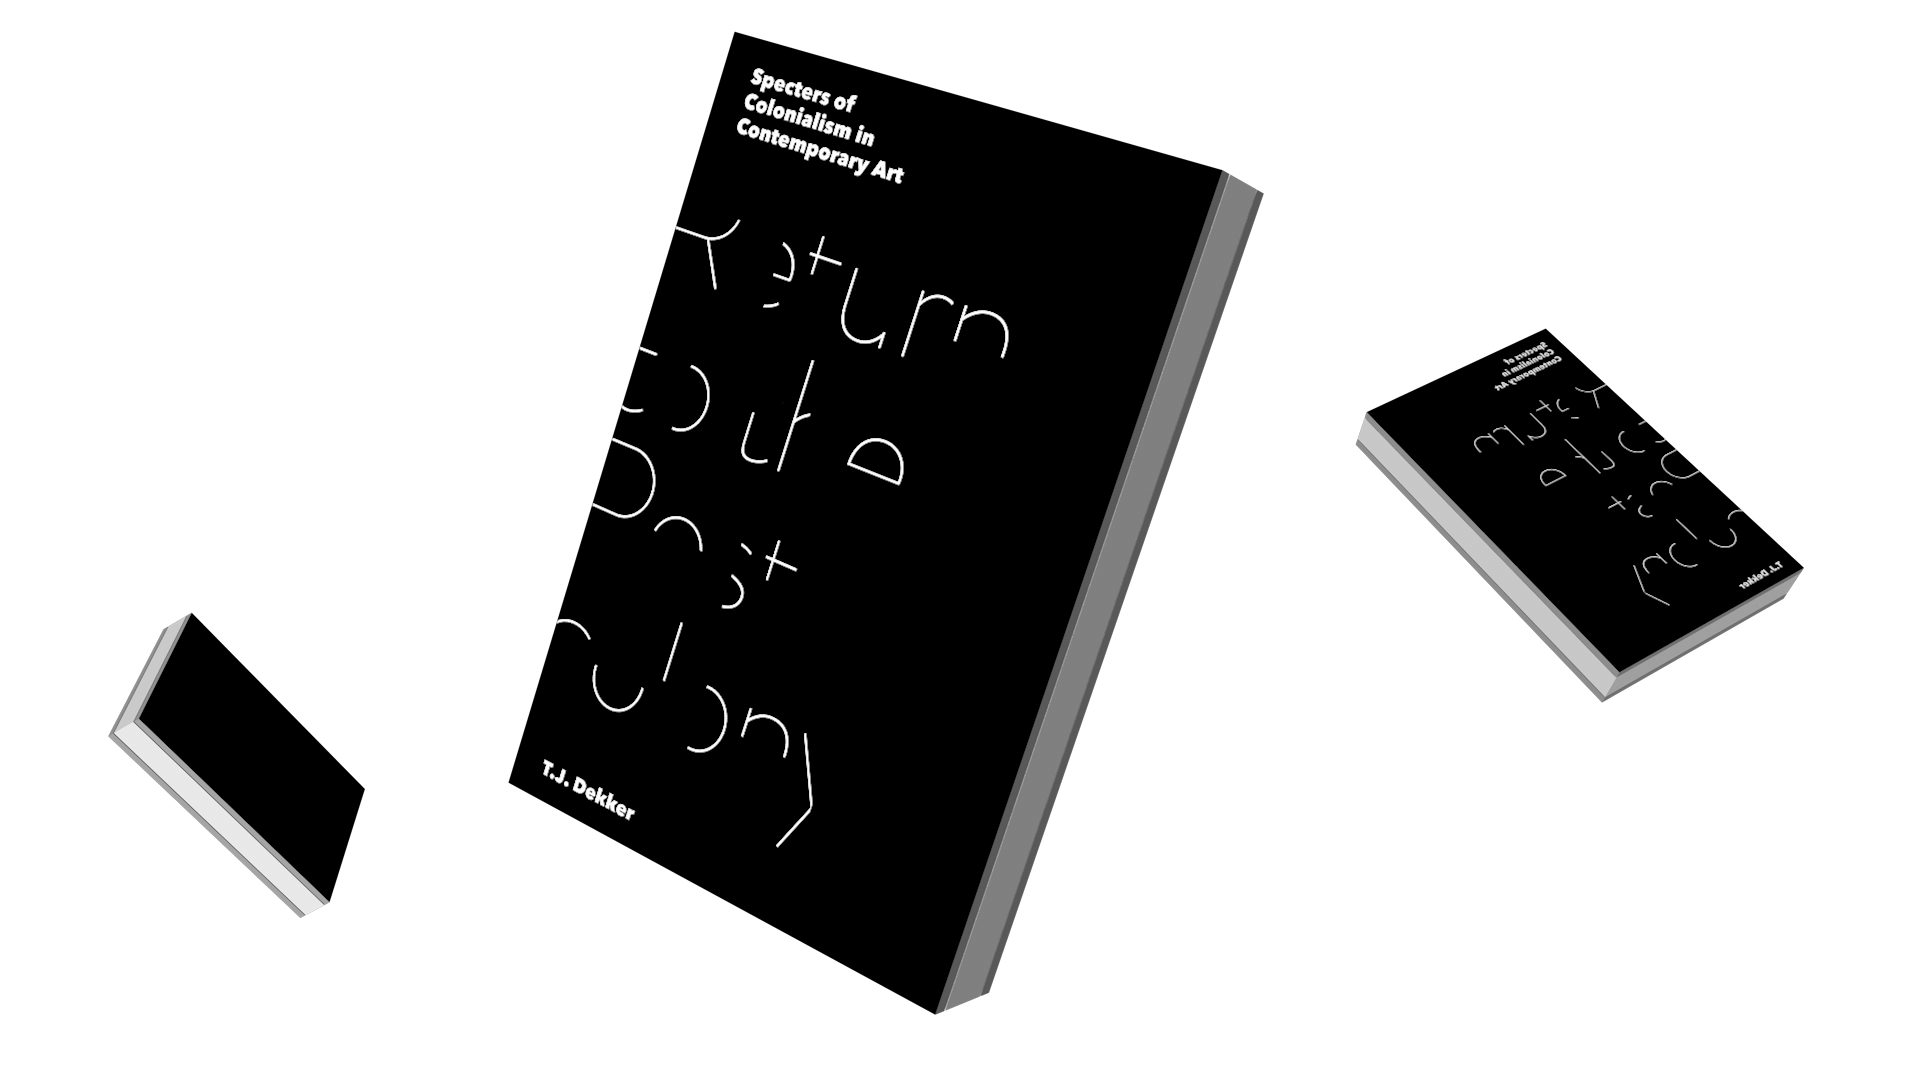 Specters of
Colonialism in
Contemporary Art
Return
to the
Post
colony
T.J. Dekker
Specters of
Colonialism in
Contemporary Art
Return
to the
Post
colony
T.J. Dekker